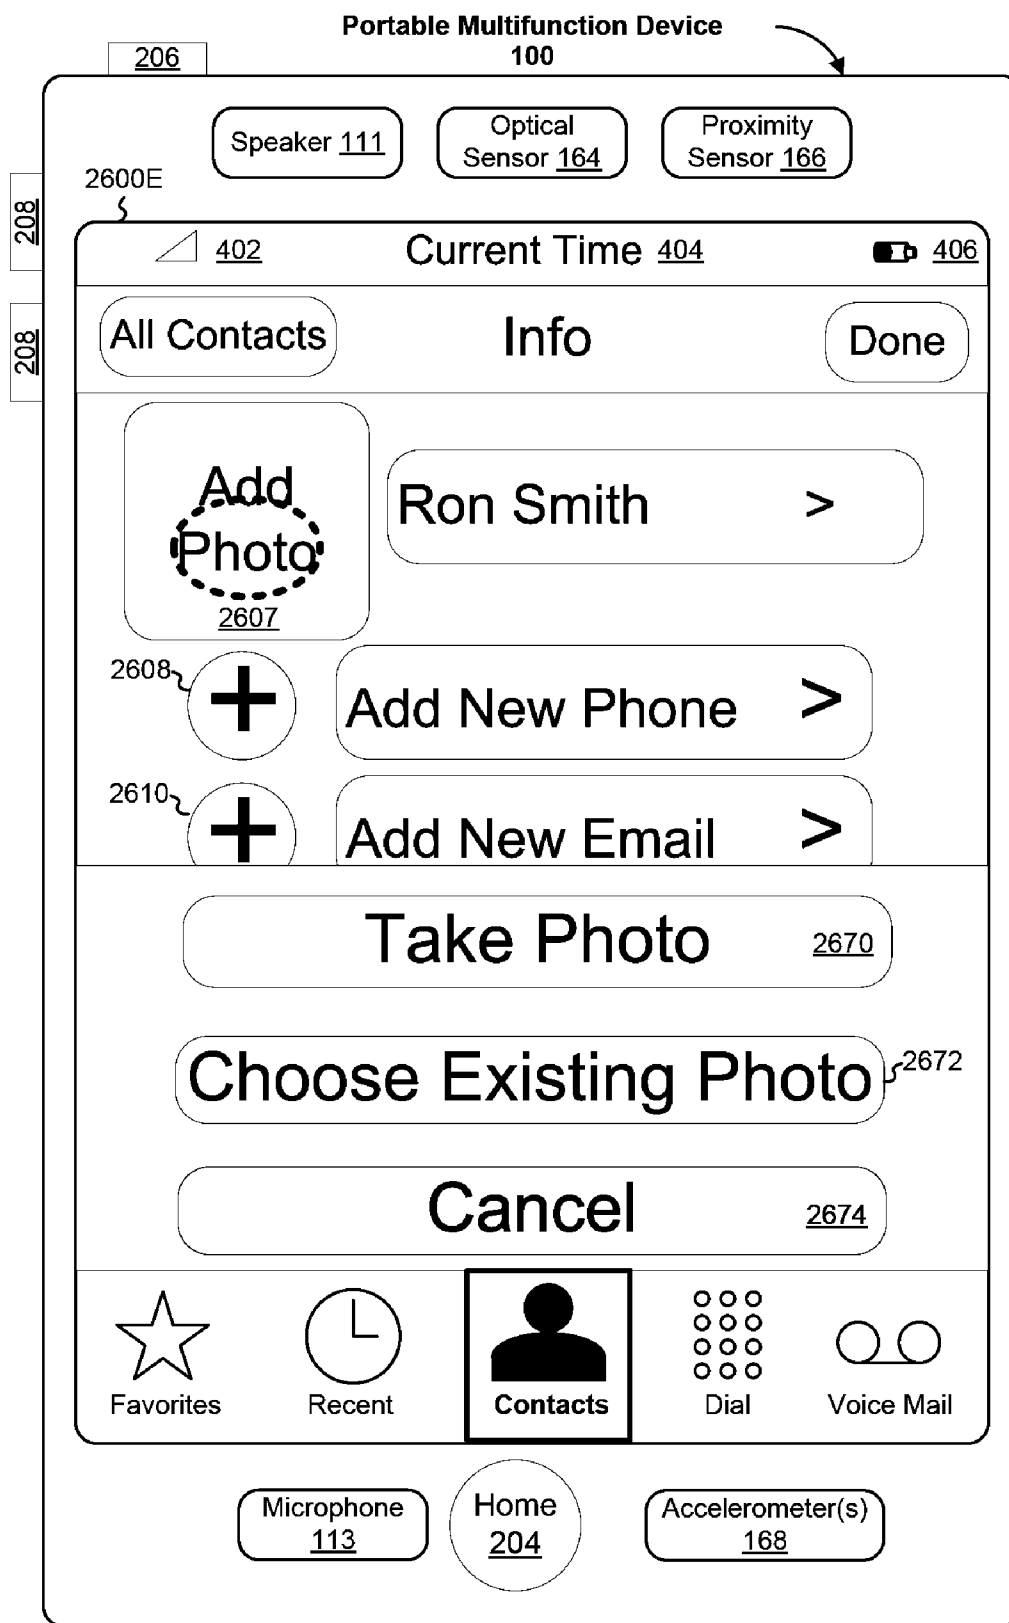 Portable Multifunction Device
100
206
Speaker 111
Optical
Sensor 164
Proximity
Sensor 166
2600E
208
208
402
Current Time 404
406
All Contacts
Info
Done
Add
Photo
2607
Ron Smith >
2608
+
Add New Phone >
2610
+
Add New Email >
Take Photo 2670
Choose Existing Photo
2672
Cancel 2674
Favorites
Recent
Contacts
Dial
Voice Mail
Microphone
113
Home
204
Accelerometer(s)
168